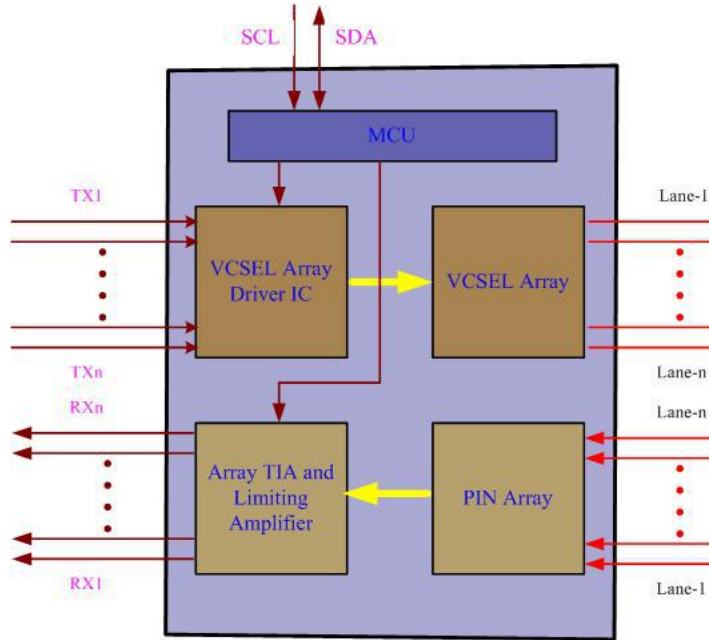 SCL SDA
MCU
TX1
Lane-1
VCSEL Array
Driver IC
VCSEL Array
TXn
Lane-n
RXn
Lane-n
Array TIA and
Limiting
Amplifier
PIN Array
RX1
Lane-1